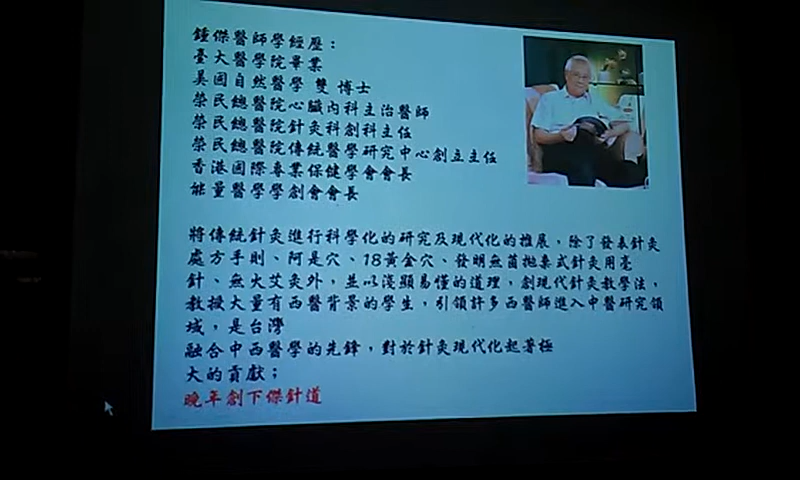 鍾傑醫師學經歷：
臺大醫學院畢業
美國自然醫學 雙 博士
榮民總醫院心臟內科主治醫師
榮民總醫院針灸科創科主任
榮民總醫院傳統醫學研究中心創立主任
香港國際專業保健學會會長
能量醫學學創會會長
將傳統針灸進行科學化的研究及現代化的推展，除了發表針灸
處方手則、阿是穴、18黃金穴、發明無菌拋棄式針灸用毫
針、無火艾灸外，並以淺顯易懂的道理，創現代針灸教學法，
教授大量有西醫背景的學生，引領許多西醫師進入中醫研究領
域，是台灣
融合中西醫學的先鋒，對於針灸現代化起著極
大的貢獻；
晚年創下傑針道